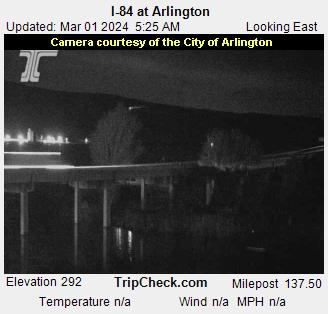 I-84 at Arlington
Updated: Mar 01 2024 5:25 AM Looking East
Camera courtesy of the City of Arlington
Elevation 292 TripCheck.com Milepost 137.50
Temperature n/a Wind n/a MPH n/a